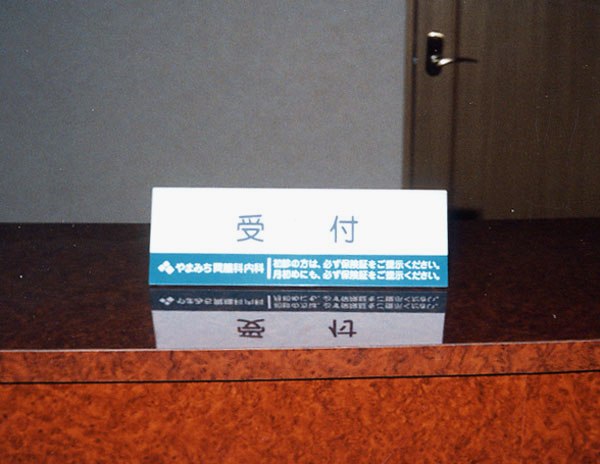 受 付
やまみち胃腸科内科
初診の方は、必ず保険証をご提示ください。
月初めにも、必ず保険証をご提示ください。